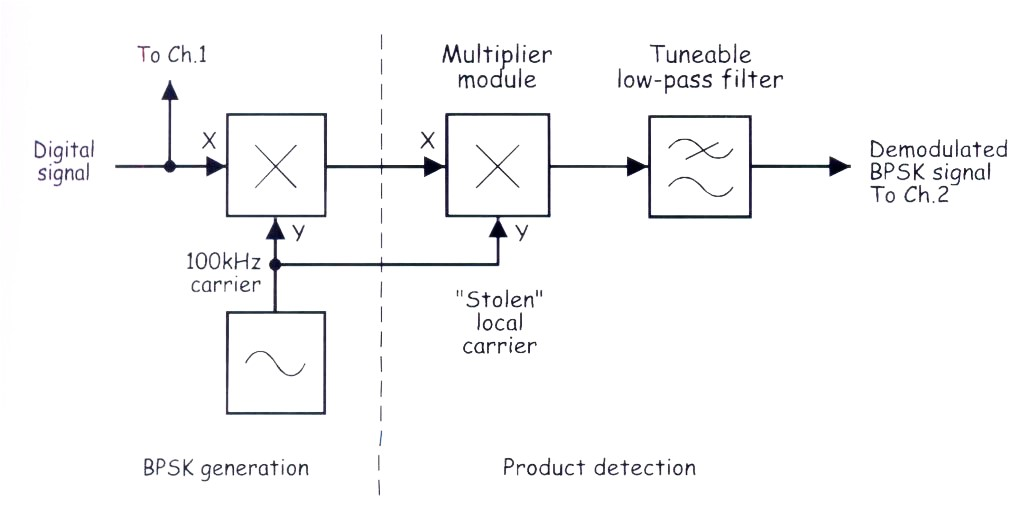 To Ch.1
Multiplier
module
Tuneable
low-pass filter
Digital
signal
X
X
Demodulated
BPSK signal
To Ch.2
Y
Y
100kHz
carrier
"Stolen"
local
carrier
BPSK generation
Product detection